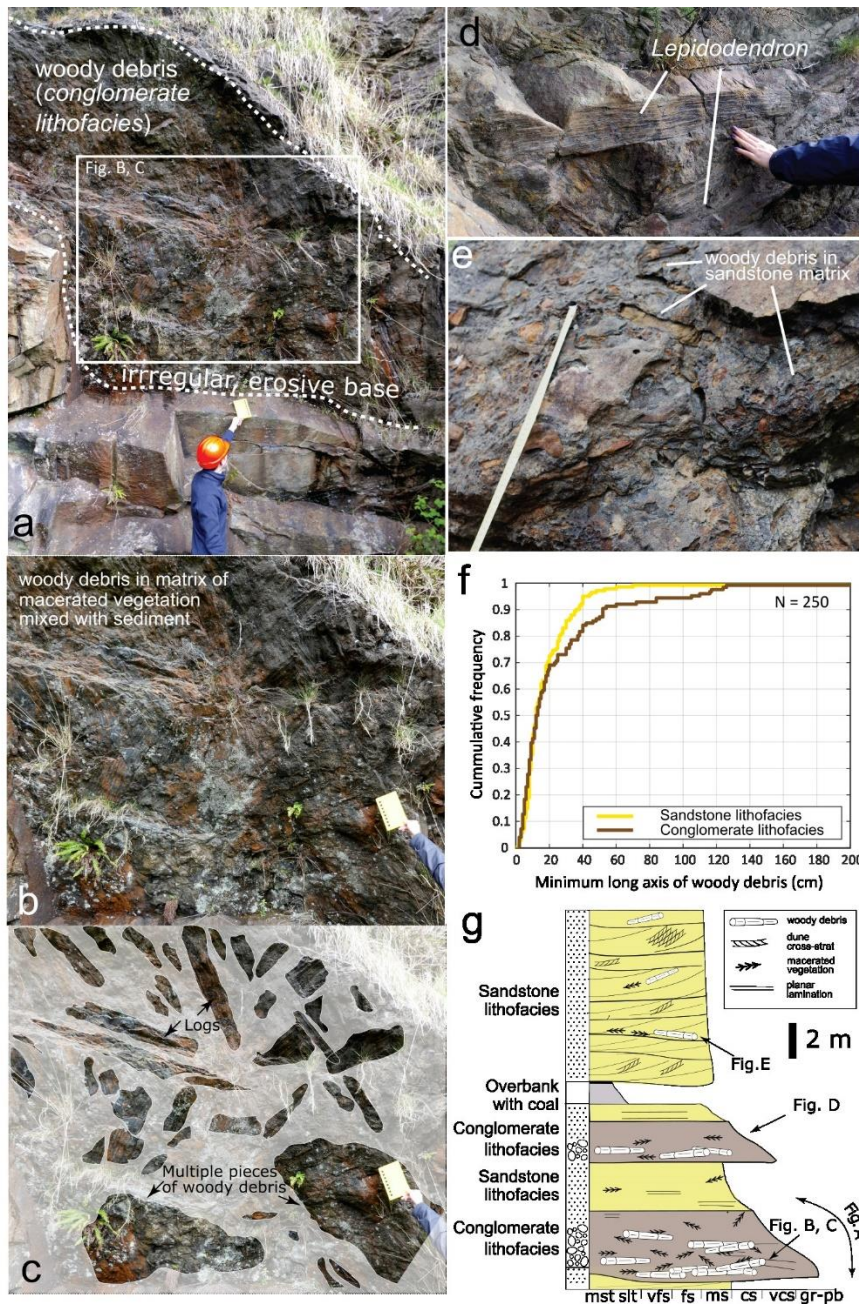 woody debris
(conglomerate
lithofacies)
Fig. B, C
irrregular, erosive base
a
woody debris in matrix of
macerated vegetation
mixed with sediment
b
Logs
Multiple pieces
of woody debris
c
d
Lepidodendron
e
woody debris in
sandstone matrix
f
1
0.9
0.8
0.7
0.6
0.5
0.4
0.3
0.2
0.1
0
Cummulative frequency
N = 250
Sandstone lithofacies
Conglomerate lithofacies
0 20 40 60 80 100 120 140 160 180 200
Minimum long axis of woody debris (cm)
g
woody debris
dune
cross-strat
macerated
vegetation
planar
lamination
2 m
Sandstone
lithofacies
Fig.E
Overbank
with coal
Fig. D
Conglomerate
lithofacies
Sandstone
lithofacies
Conglomerate
lithofacies
Fig. B, C
mst slt vfs fs ms cs vcs gr-pb